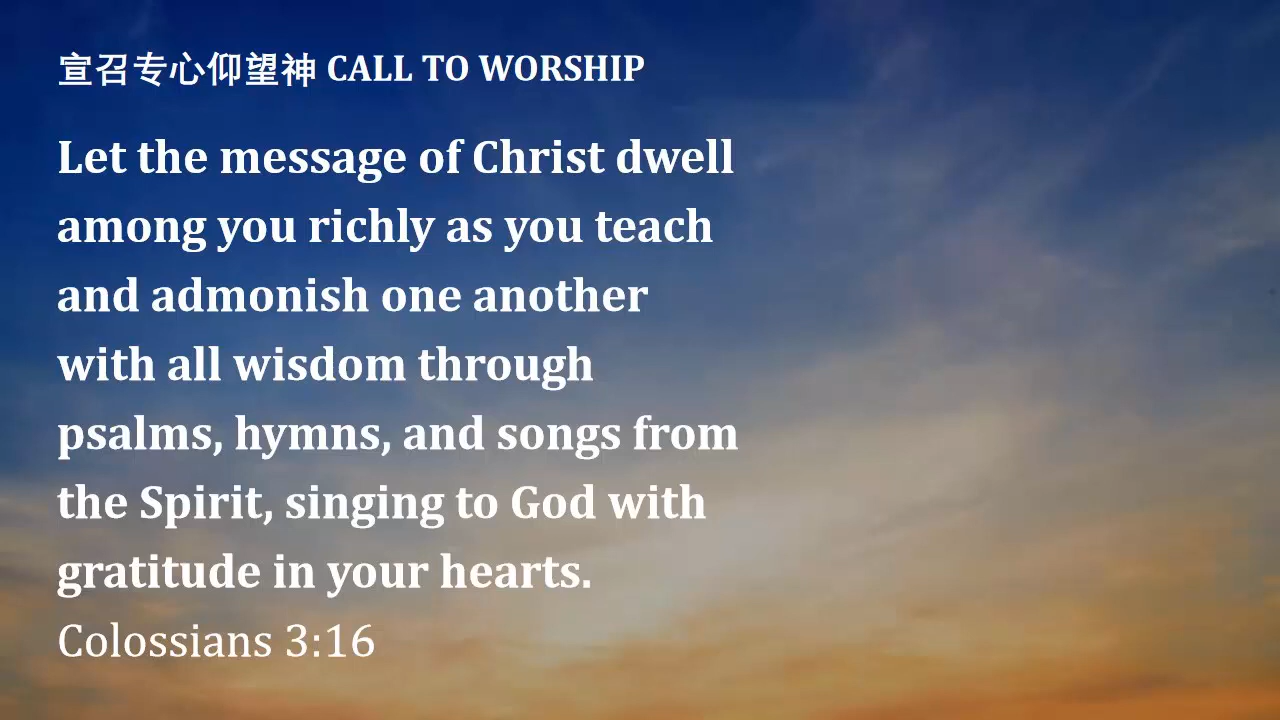 宣召专心仰望神 CALL TO WORSHIP
Let the message of Christ dwell
among you richly as you teach
and admonish one another
with all wisdom through
psalms, hymns, and songs from
the Spirit, singing to God with
gratitude in your hearts.
Colossians 3:16